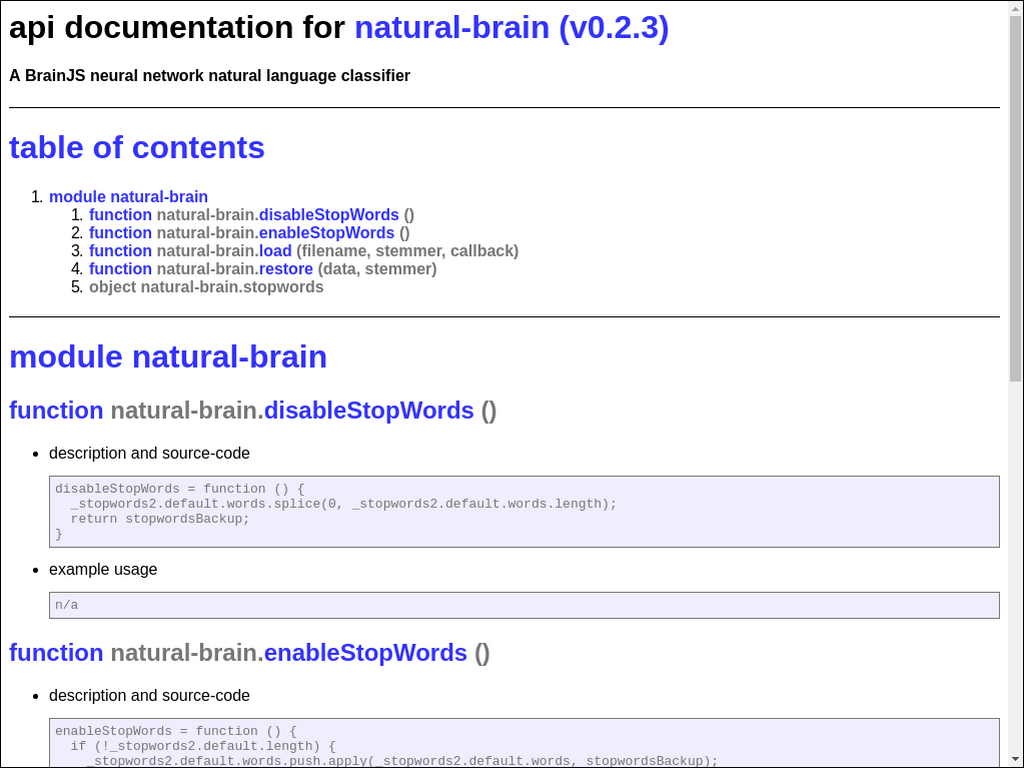 api documentation for natural-brain (v0.2.3)
A BrainJS neural network natural language classifier
table of contents
1. module natural-brain
1. function natural-brain.disableStopWords ()
2. function natural-brain.enableStopWords ()
3. function natural-brain.load (filename, stemmer, callback)
4. function natural-brain.restore (data, stemmer)
5. object natural-brain.stopwords
module natural-brain
function natural-brain.disableStopWords ()
• description and source-code
disableStopWords = function () {
  _stopwords2.default.words.splice(0, _stopwords2.default.words.length);
  return stopwordsBackup;
}
• example usage
n/a
function natural-brain.enableStopWords ()
• description and source-code
enableStopWords = function () {
  if (!_stopwords2.default.length) {
    _stopwords2.default.words.push.apply(_stopwords2.default.words, stopwordsBackup);